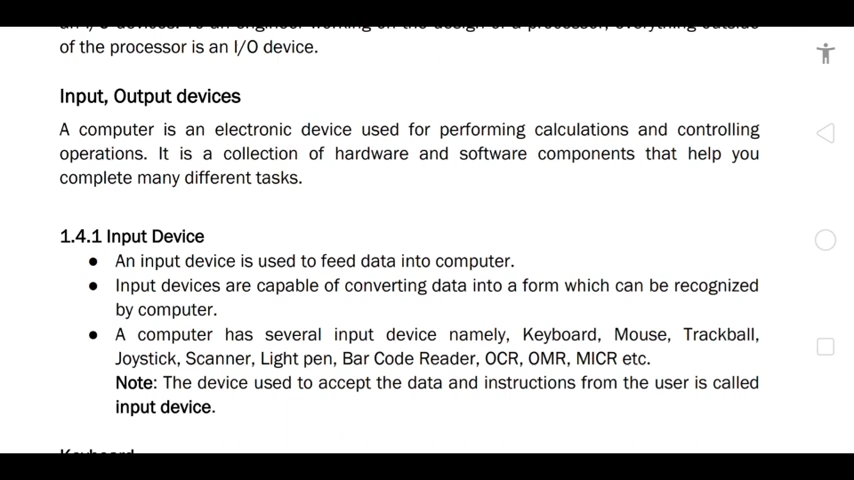 of the processor is an I/O device.
Input, Output devices
A computer is an electronic device used for performing calculations and controlling
operations. It is a collection of hardware and software components that help you
complete many different tasks.
1.4.1 Input Device
● An input device is used to feed data into computer.
● Input devices are capable of converting data into a form which can be recognized
by computer.
● A computer has several input device namely, Keyboard, Mouse, Trackball,
Joystick, Scanner, Light pen, Bar Code Reader, OCR, OMR, MICR etc.
Note: The device used to accept the data and instructions from the user is called
input device.